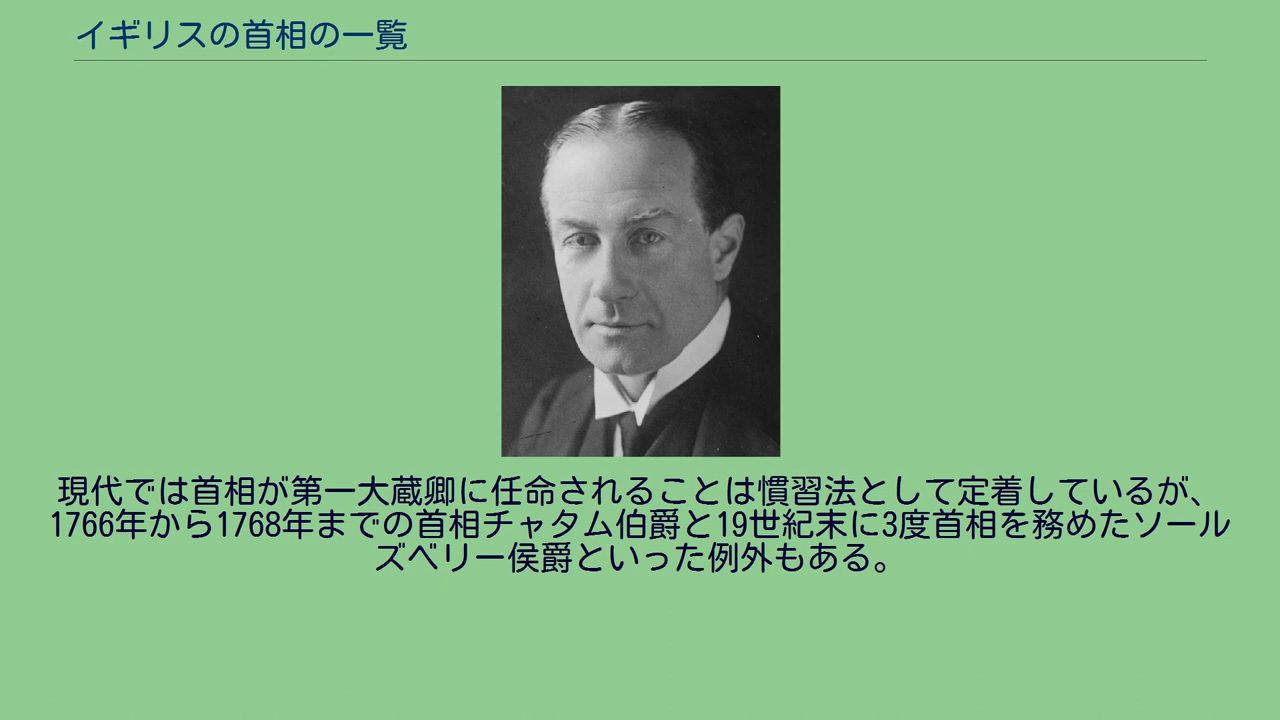 イギリスの首相の一覧
現代では首相が第一大蔵卿に任命されることは慣習法として定着しているが、
1766年から1768年までの首相チャタム伯爵と19世紀末に3度首相を務めたソール
ズベリー侯爵といった例外もある。